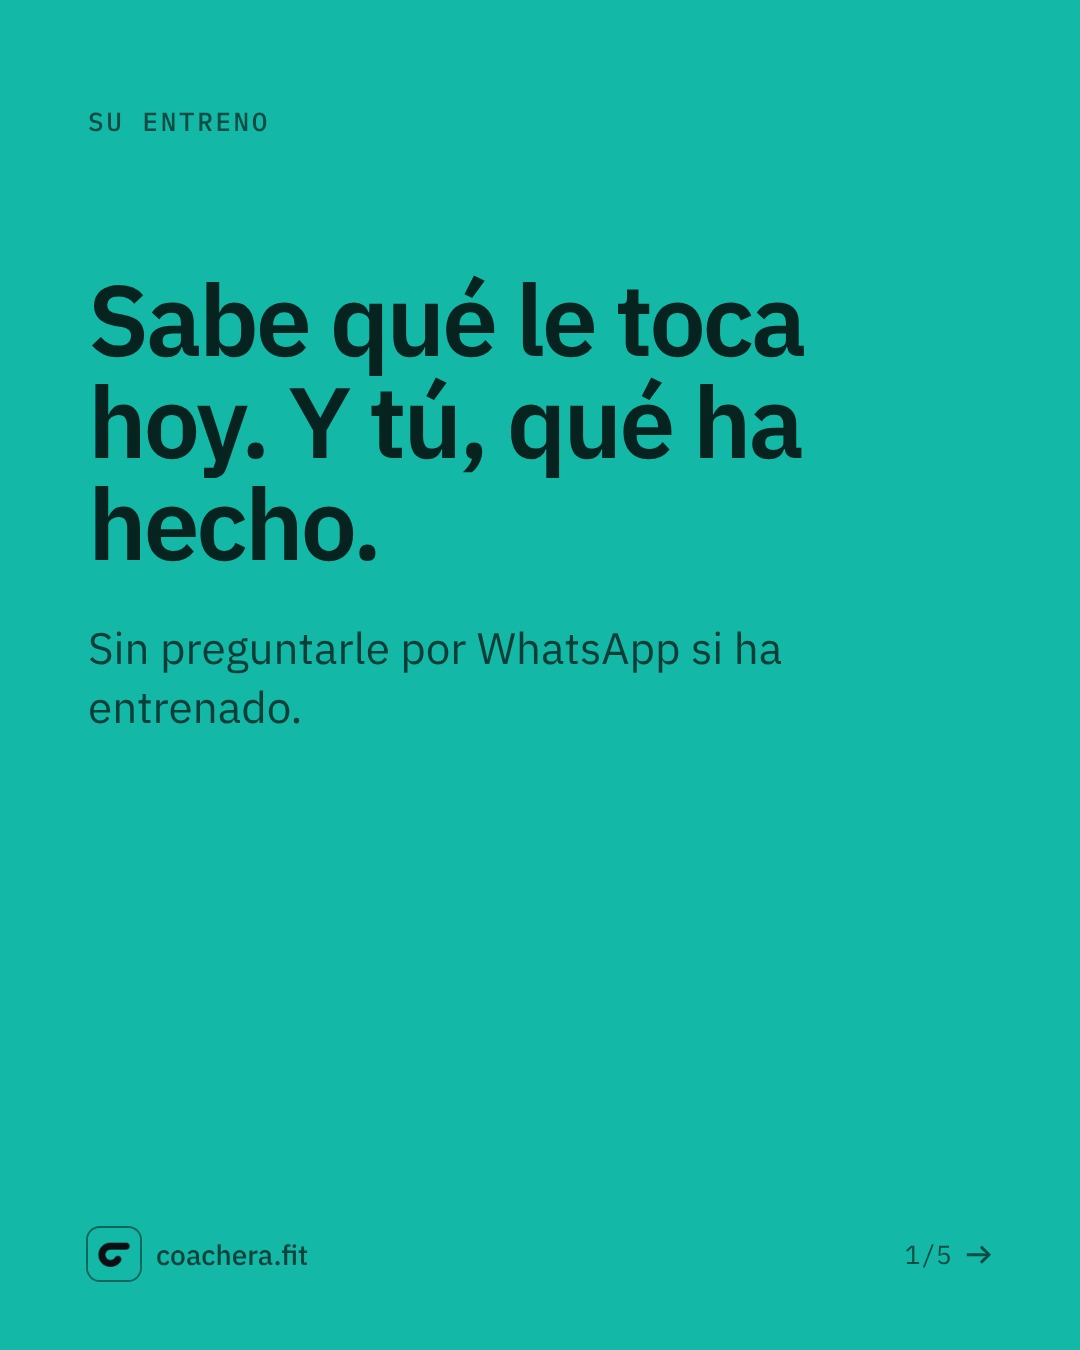 SU ENTRENO
Sabe qué le toca
hoy. Y tú, qué ha
hecho.
Sin preguntarle por WhatsApp si ha
entrenado.
coachera.fit
1/5 →